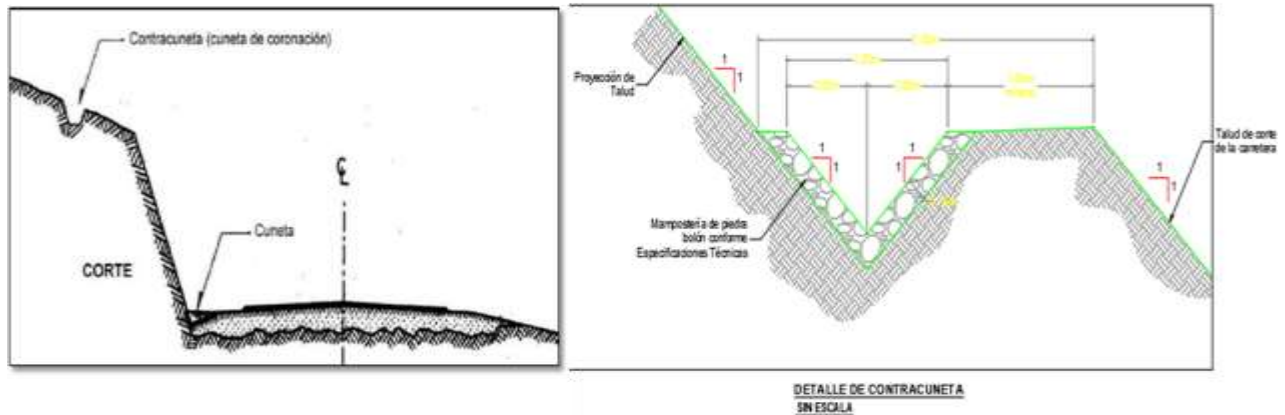 Contracuneta (cuneta de coronación)
℄
Cuneta
CORTE
Proyección de
Talud
1
1
1
1
1
1
Talud de corte
de la carretera
1
1
Mampostería de piedra
bolón conforme
Especificaciones Técnicas
DETALLE DE CONTRACUNETA
SIN ESCALA